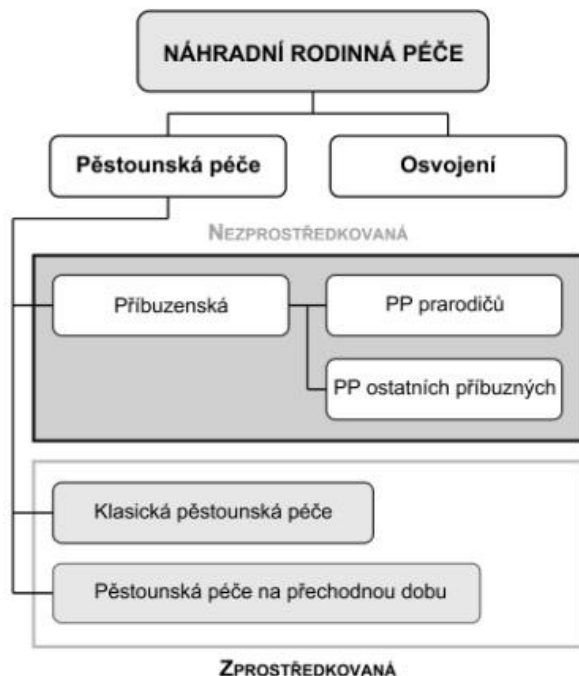 NÁHRADNÍ RODINNÁ PÉČE
Pěstounská péče
Osvojení
NEZPROSTŘEDKOVANÁ
Příbuzenská
PP prarodičů
PP ostatních příbuzných
Klasická pěstounská péče
Pěstounská péče na přechodnou dobu
ZPROSTŘEDKOVANÁ